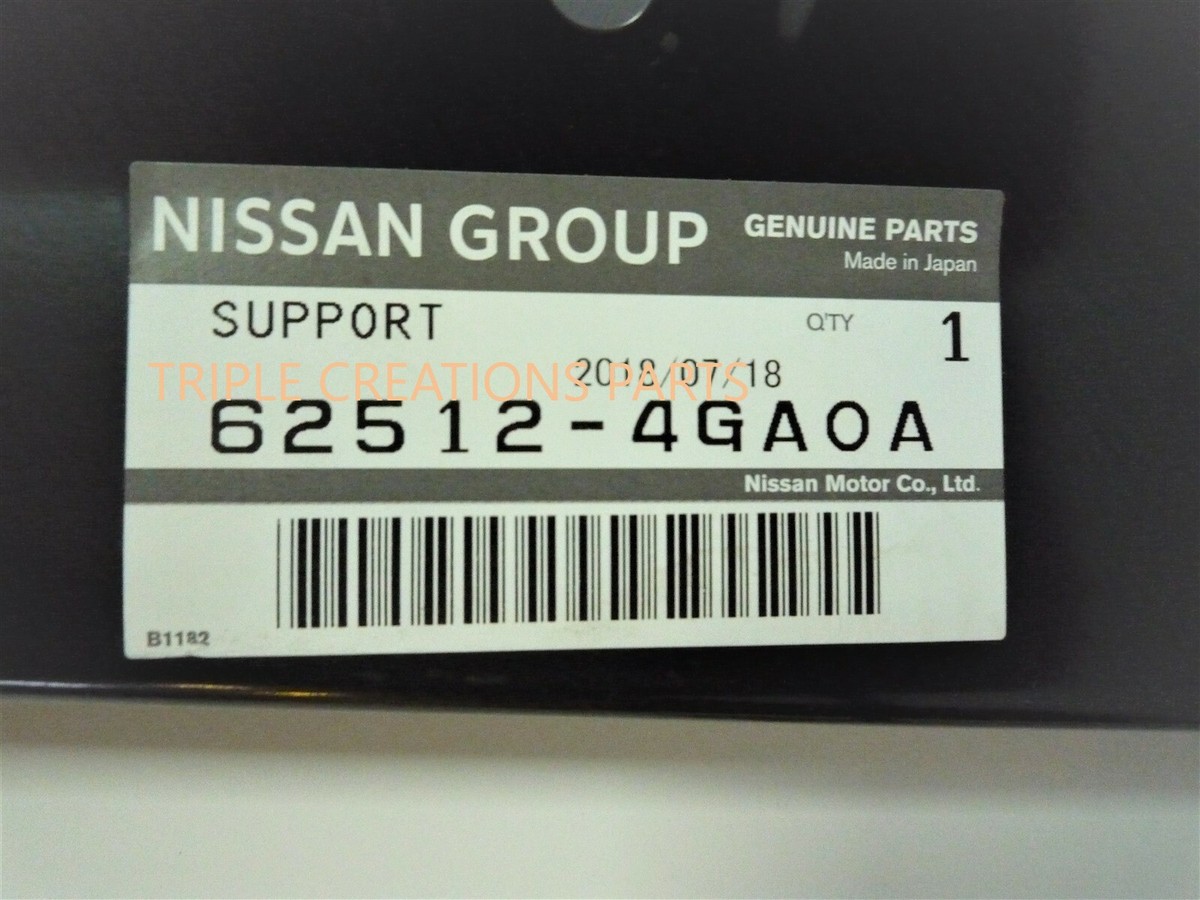 NISSAN GROUP
GENUINE PARTS
Made in Japan
SUPPORT
Q'TY 1
2018/07/18
TRIPLE CREATIONS PARTS
62512-4GA0A
Nissan Motor Co., Ltd.
B1182